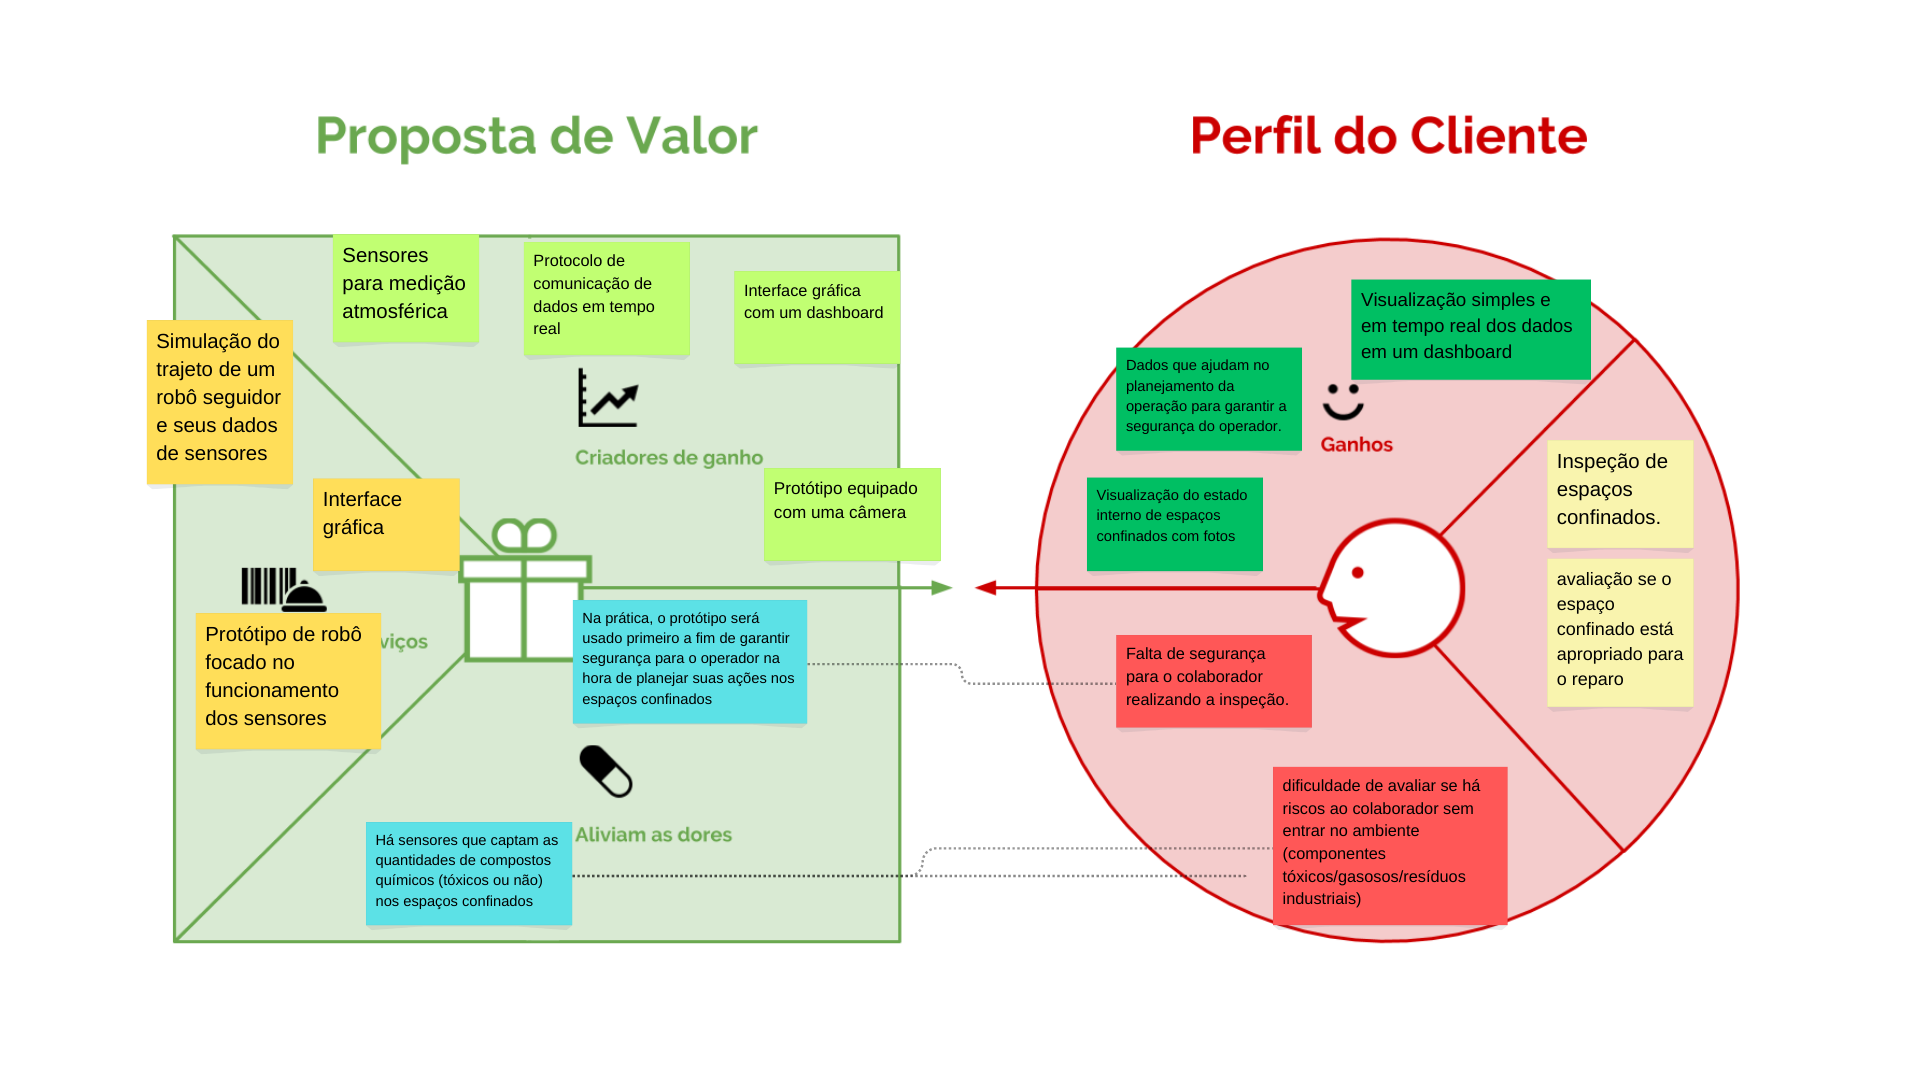 Proposta de Valor
Perfil do Cliente
Sensores
para medição
atmosférica
Protocolo de
comunicação de
dados em tempo
real
Interface gráfica
com um dashboard
Simulação do
trajeto de um
robô seguidor
e seus dados
de sensores
Criadores de ganho
Interface
gráfica
Protótipo equipado
com uma câmera
Protótipo de robô
focado no
funcionamento
dos sensores
viços
Na prática, o protótipo será
usado primeiro a fim de garantir
segurança para o operador na
hora de planejar suas ações nos
espaços confinados
Aliviam as dores
Há sensores que captam as
quantidades de compostos
químicos (tóxicos ou não)
nos espaços confinados
Visualização simples e
em tempo real dos dados
em um dashboard
Dados que ajudam no
planejamento da
operação para garantir a
segurança do operador.
Ganhos
Visualização do estado
interno de espaços
confinados com fotos
Inspeção de
espaços
confinados.
avaliação se o
espaço
confinado está
apropriado para
o reparo
Falta de segurança
para o colaborador
realizando a inspeção.
dificuldade de avaliar se há
riscos ao colaborador sem
entrar no ambiente
(componentes
tóxicos/gasosos/resíduos
industriais)